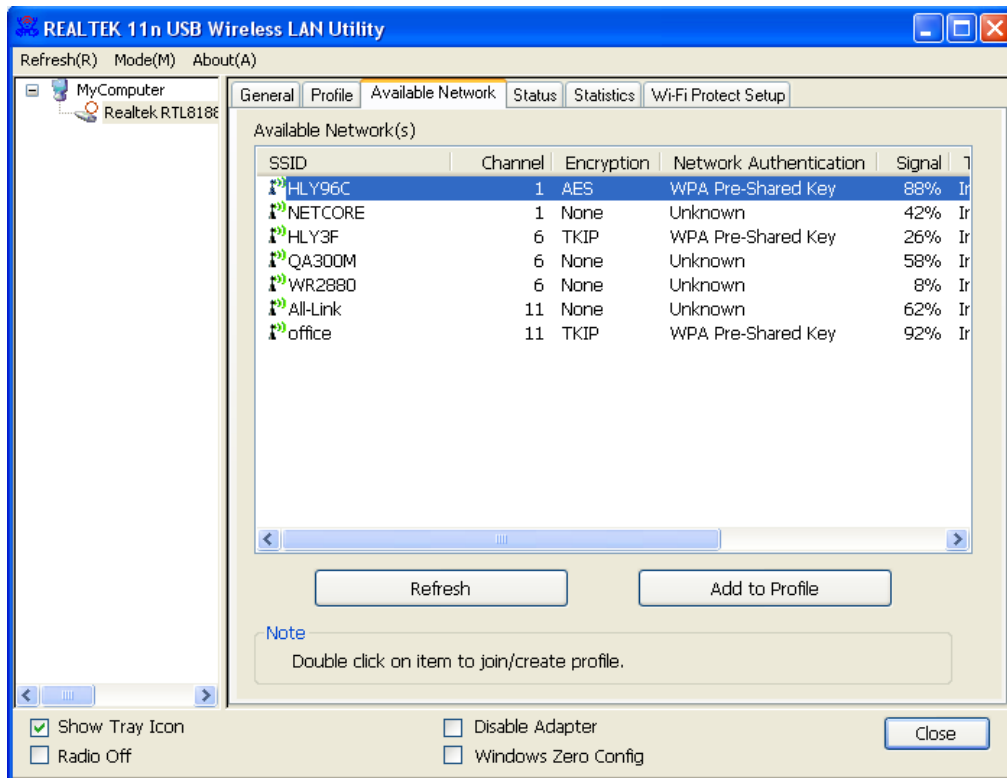 REALTEK 11n USB Wireless LAN Utility
Refresh(R) Mode(M) About(A)
MyComputer
Realtek RTL8188
General Profile Available Network Status Statistics Wi-Fi Protect Setup
Available Network(s)
SSID Channel Encryption Network Authentication Signal
HLY96C 1 AES WPA Pre-Shared Key 88%
NETCORE 1 None Unknown 42%
HLY3F 6 TKIP WPA Pre-Shared Key 26%
QA300M 6 None Unknown 58%
WR2880 6 None Unknown 8%
All-Link 11 None Unknown 62%
office 11 TKIP WPA Pre-Shared Key 92%
Refresh Add to Profile
Note
Double click on item to join/create profile.
Show Tray Icon Disable Adapter Close
Radio Off Windows Zero Config